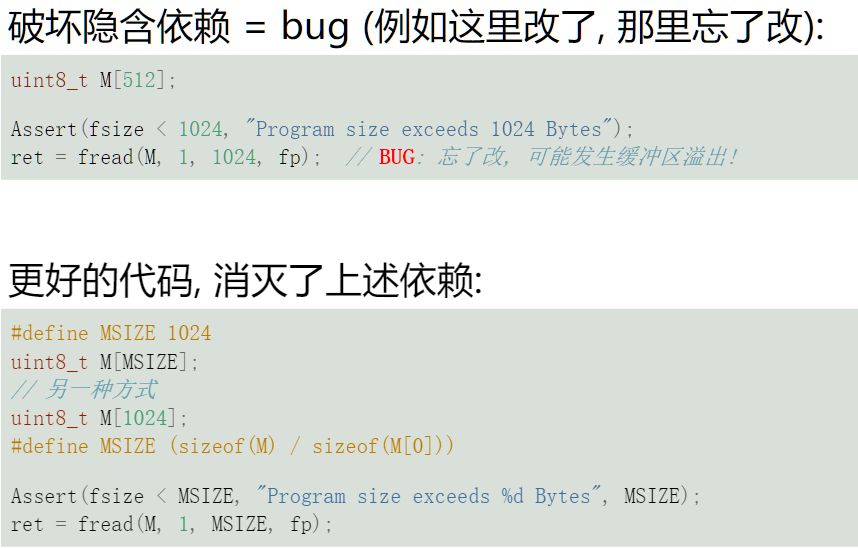 破坏隐含依赖 = bug (例如这里改了, 那里忘了改):
uint8_t M[512];
Assert(fsize < 1024, "Program size exceeds 1024 Bytes");
ret = fread(M, 1, 1024, fp);  // BUG: 忘了改, 可能发生缓冲区溢出!
更好的代码, 消灭了上述依赖:
#define MSIZE 1024
uint8_t M[MSIZE];
// 另一种方式
uint8_t M[1024];
#define MSIZE (sizeof(M) / sizeof(M[0]))
Assert(fsize < MSIZE, "Program size exceeds %d Bytes", MSIZE);
ret = fread(M, 1, MSIZE, fp);